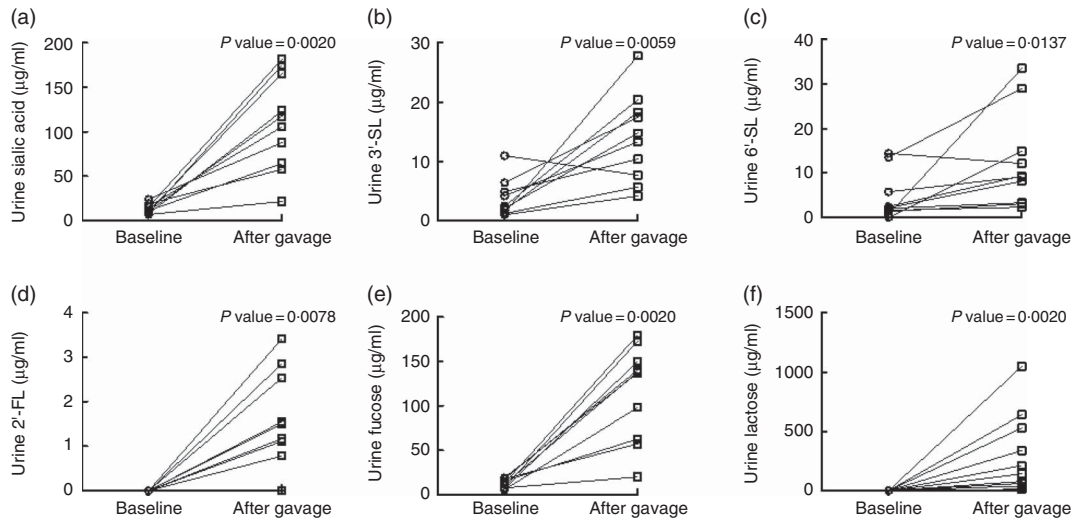 (a)
P value = 0·0020
Urine sialic acid (µg/ml)
200
150
100
50
0
Baseline
After gavage
(b)
P value = 0·0059
Urine 3'-SL (µg/ml)
30
20
10
0
Baseline
After gavage
(c)
P value = 0·0137
Urine 6'-SL (µg/ml)
40
30
20
10
0
Baseline
After gavage
(d)
P value = 0·0078
Urine 2'-FL (µg/ml)
4
3
2
1
0
Baseline
After gavage
(e)
P value = 0·0020
Urine fucose (µg/ml)
200
150
100
50
0
Baseline
After gavage
(f)
P value = 0·0020
Urine lactose (µg/ml)
1500
1000
500
0
Baseline
After gavage